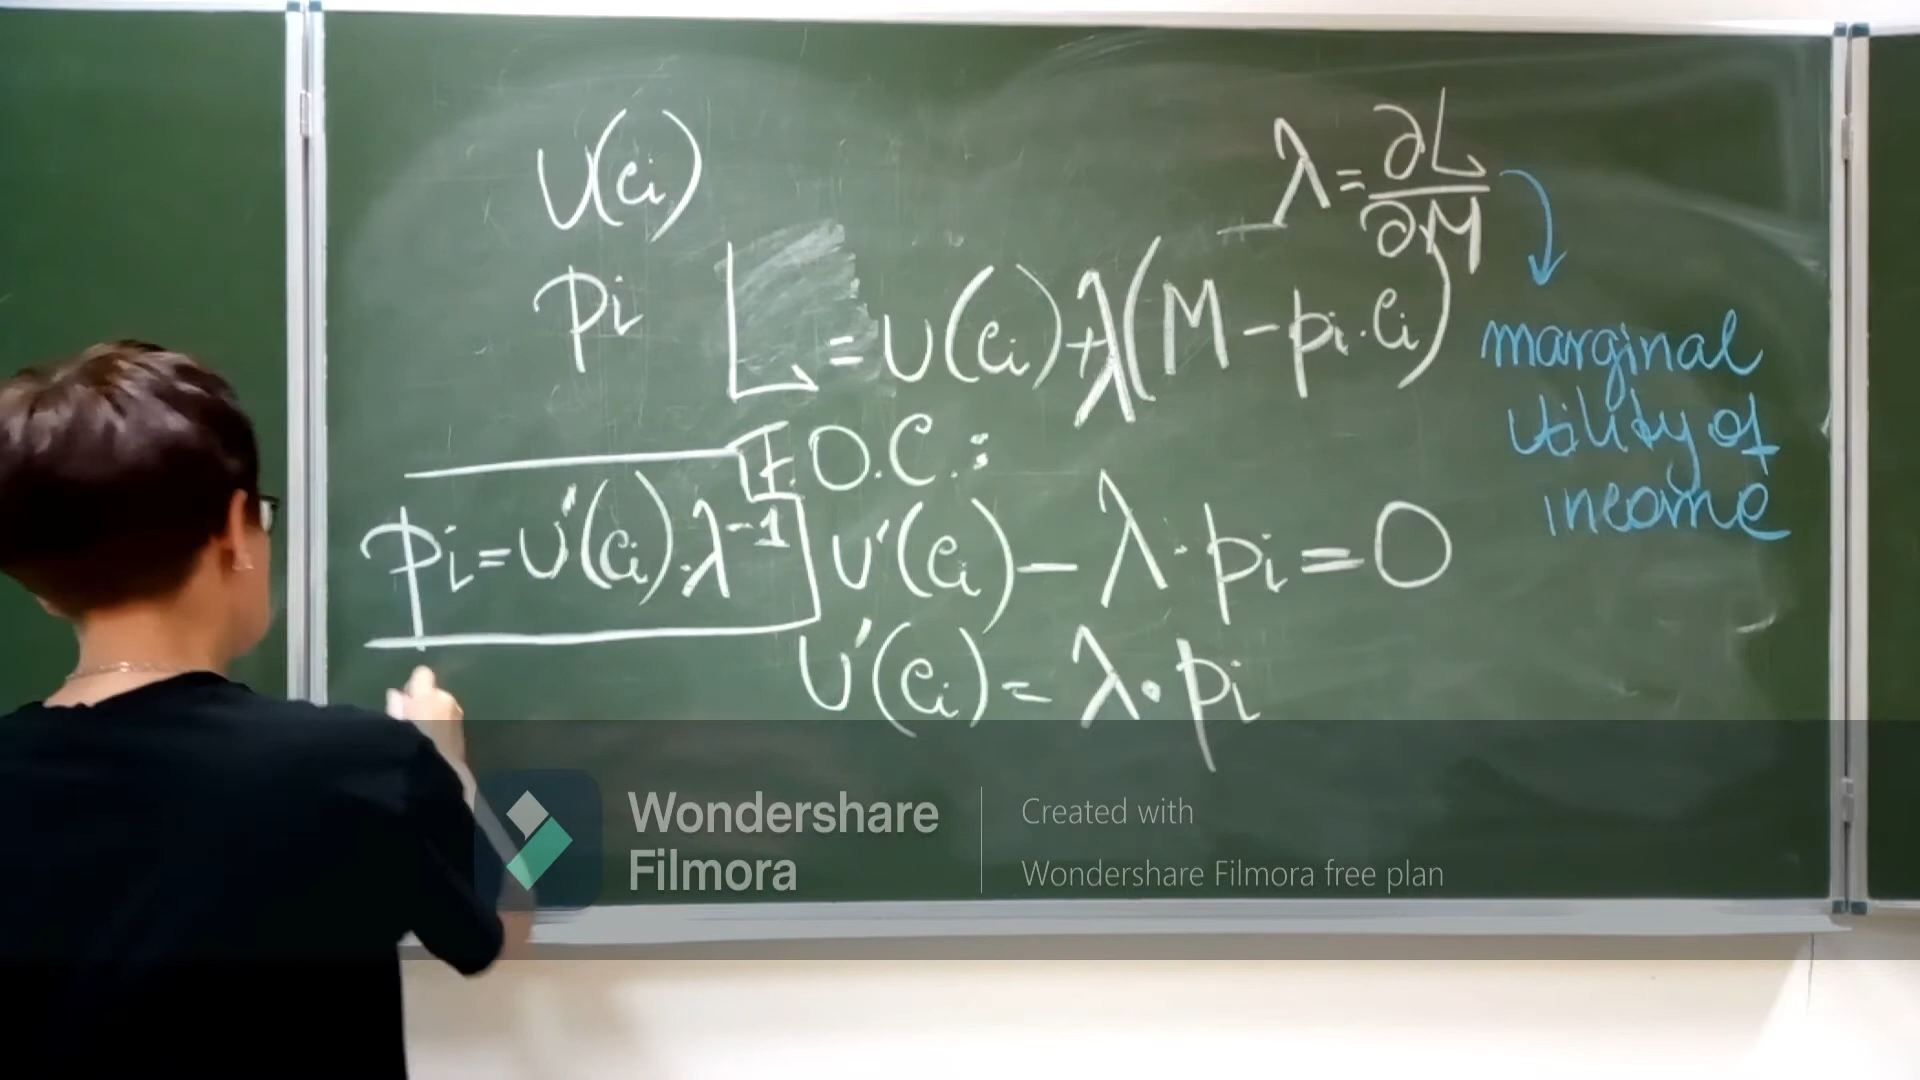 U(ci)
pi
λ = ∂L/∂M
L = U(ci) + λ(M - pi·ci)
marginal
utility of
income
F.O.C.:
pi = U'(ci)·λ⁻¹
U'(ci) - λ·pi = 0
U'(ci) = λ·pi
Wondershare
Filmora
Created with
Wondershare Filmora free plan